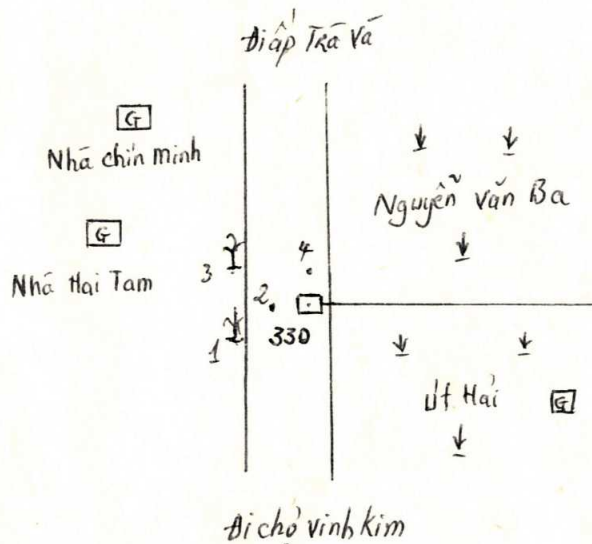 Đi ấp Trà Và
G
Nhà chín minh
G
Nhà Hai Tam
3
4
2
1
330
Nguyễn Văn Ba
Út Hải
G
Đi chợ Vinh Kim